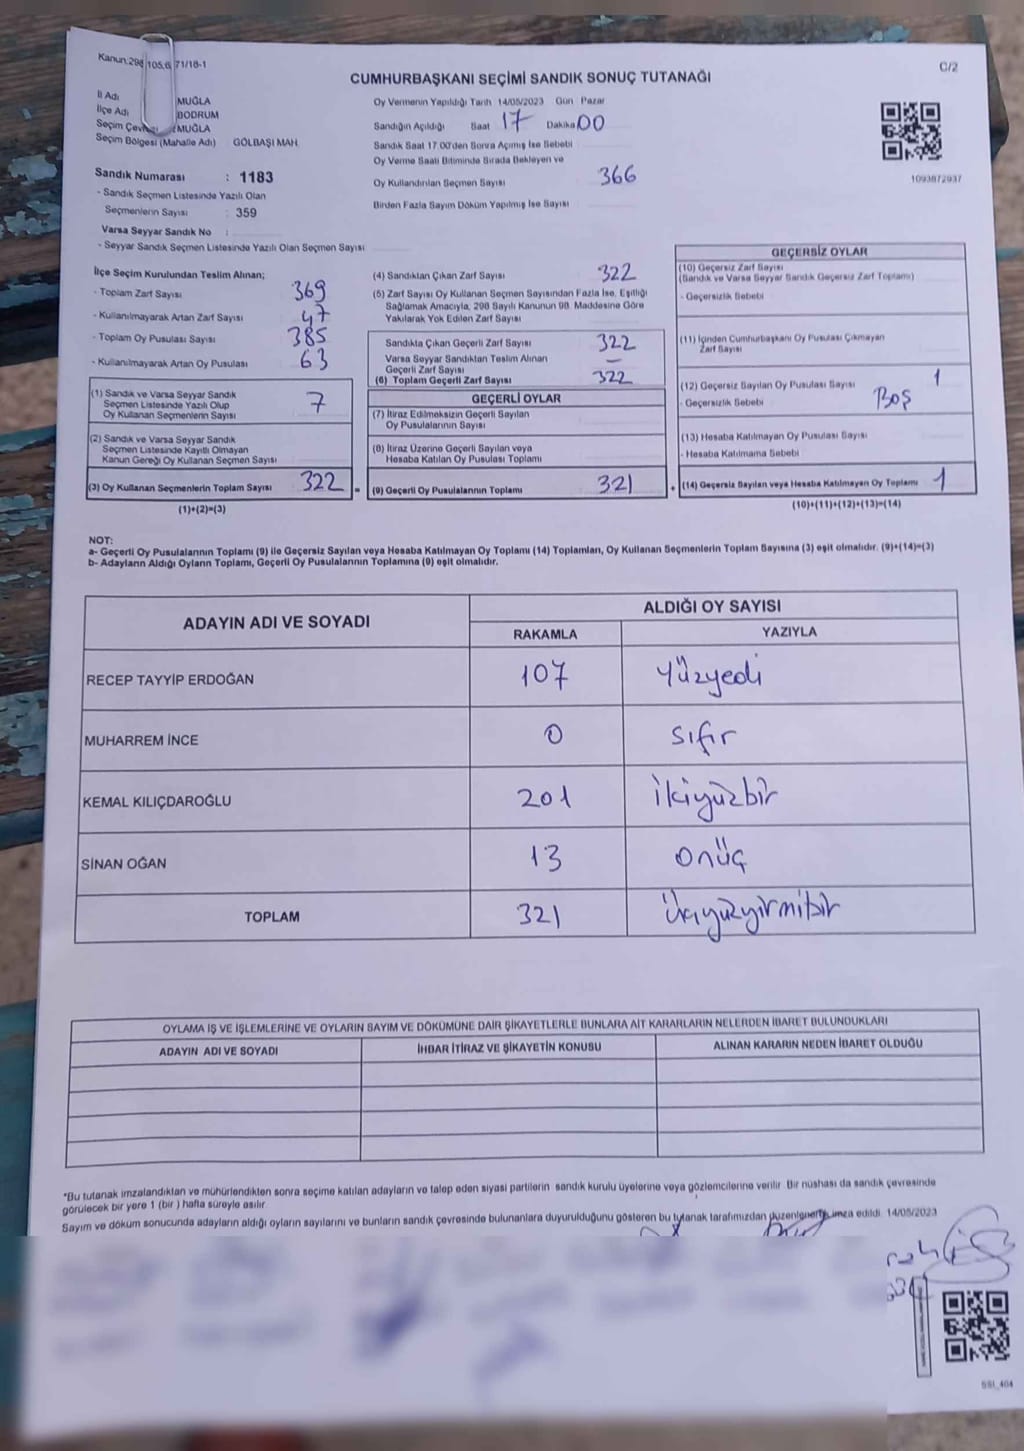 Kanun:298 105,6 71/18-1
C/2
CUMHURBAŞKANI SEÇİMİ SANDIK SONUÇ TUTANAĞI
İl Adı MUĞLA
İlçe Adı BODRUM
Seçim Çevresi : MUĞLA
Seçim Bölgesi (Mahalle Adı) GÖLBAŞI MAH.
Oy Vermenin Yapıldığı Tarih 14/05/2023 Gün Pazar
Sandığın Açıldığı Saat 17 Dakika 00
Sandık Saat 17.00'den Sonra Açılmış İse Sebebi
Oy Verme Saati Bitiminde Sırada Bekleyen ve
Oy Kullandırılan Seçmen Sayısı 366
Birden Fazla Sayım Döküm Yapılmış İse Sayısı
1093872937
Sandık Numarası : 1183
- Sandık Seçmen Listesinde Yazılı Olan
Seçmenlerin Sayısı : 359
Varsa Seyyar Sandık No :
- Seyyar Sandık Seçmen Listesinde Yazılı Olan Seçmen Sayısı
İlçe Seçim Kurulundan Teslim Alınan;
- Toplam Zarf Sayısı 369
- Kullanılmayarak Artan Zarf Sayısı 47
- Toplam Oy Pusulası Sayısı 385
- Kullanılmayarak Artan Oy Pusulası 63
(1) Sandık ve Varsa Seyyar Sandık
Seçmen Listesinde Yazılı Olup
Oy Kullanan Seçmenlerin Sayısı 7
(2) Sandık ve Varsa Seyyar Sandık
Seçmen Listesinde Kayıtlı Olmayan
Kanun Gereği Oy Kullanan Seçmen Sayısı
(3) Oy Kullanan Seçmenlerin Toplam Sayısı 322 =
(1)+(2)=(3)
(4) Sandıktan Çıkan Zarf Sayısı 322
(5) Zarf Sayısı Oy Kullanan Seçmen Sayısından Fazla İse, Eşitliği
Sağlamak Amacıyla, 298 Sayılı Kanunun 98. Maddesine Göre
Yakılarak Yok Edilen Zarf Sayısı
Sandıkta Çıkan Geçerli Zarf Sayısı 322
Varsa Seyyar Sandıktan Teslim Alınan
Geçerli Zarf Sayısı —
(6) Toplam Geçerli Zarf Sayısı 322
GEÇERLİ OYLAR
(7) İtiraz Edilmeksizin Geçerli Sayılan
Oy Pusulalarının Sayısı
(8) İtiraz Üzerine Geçerli Sayılan veya
Hesaba Katılan Oy Pusulası Toplamı
(9) Geçerli Oy Pusulalarının Toplamı 321 +
GEÇERSİZ OYLAR
(10) Geçersiz Zarf Sayısı
(Sandık ve Varsa Seyyar Sandık Geçersiz Zarf Toplamı)
- Geçersizlik Sebebi
(11) İçinden Cumhurbaşkanı Oy Pusulası Çıkmayan
Zarf Sayısı
(12) Geçersiz Sayılan Oy Pusulası Sayısı 1
- Geçersizlik Sebebi Boş
(13) Hesaba Katılmayan Oy Pusulası Sayısı
- Hesaba Katılmama Sebebi
(14) Geçersiz Sayılan veya Hesaba Katılmayan Oy Toplamı 1
(10)+(11)+(12)+(13)=(14)
NOT:
a- Geçerli Oy Pusulalarının Toplamı (9) ile Geçersiz Sayılan veya Hesaba Katılmayan Oy Toplamı (14) Toplamları, Oy Kullanan Seçmenlerin Toplam Sayısına (3) eşit olmalıdır. (9)+(14)=(3)
b- Adayların Aldığı Oyların Toplamı, Geçerli Oy Pusulalarının Toplamına (9) eşit olmalıdır.
ADAYIN ADI VE SOYADI
ALDIĞI OY SAYISI
RAKAMLA YAZIYLA
RECEP TAYYİP ERDOĞAN 107 Yüzyedi
MUHARREM İNCE 0 sıfır
KEMAL KILIÇDAROĞLU 201 İkiyüzbir
SİNAN OĞAN 13 onüç
TOPLAM 321 Üçyüzyirmibir
OYLAMA İŞ VE İŞLEMLERİNE VE OYLARIN SAYIM VE DÖKÜMÜNE DAİR ŞİKAYETLERLE BUNLARA AİT KARARLARIN NELERDEN İBARET BULUNDUKLARI
ADAYIN ADI VE SOYADI İHBAR İTİRAZ VE ŞİKAYETİN KONUSU ALINAN KARARIN NEDEN İBARET OLDUĞU
*Bu tutanak imzalandıktan ve mühürlendikten sonra seçime katılan adayların ve talep eden siyasi partilerin sandık kurulu üyelerine veya gözlemcilerine verilir. Bir nüshası da sandık çevresinde
görülecek bir yere 1 (bir ) hafta süreyle asılır.
Sayım ve döküm sonucunda adayların aldığı oyların sayılarını ve bunların sandık çevresinde bulunanlara duyurulduğunu gösteren bu tutanak tarafımızdan düzenlenerek imza edildi. 14/05/2023
SSI_404